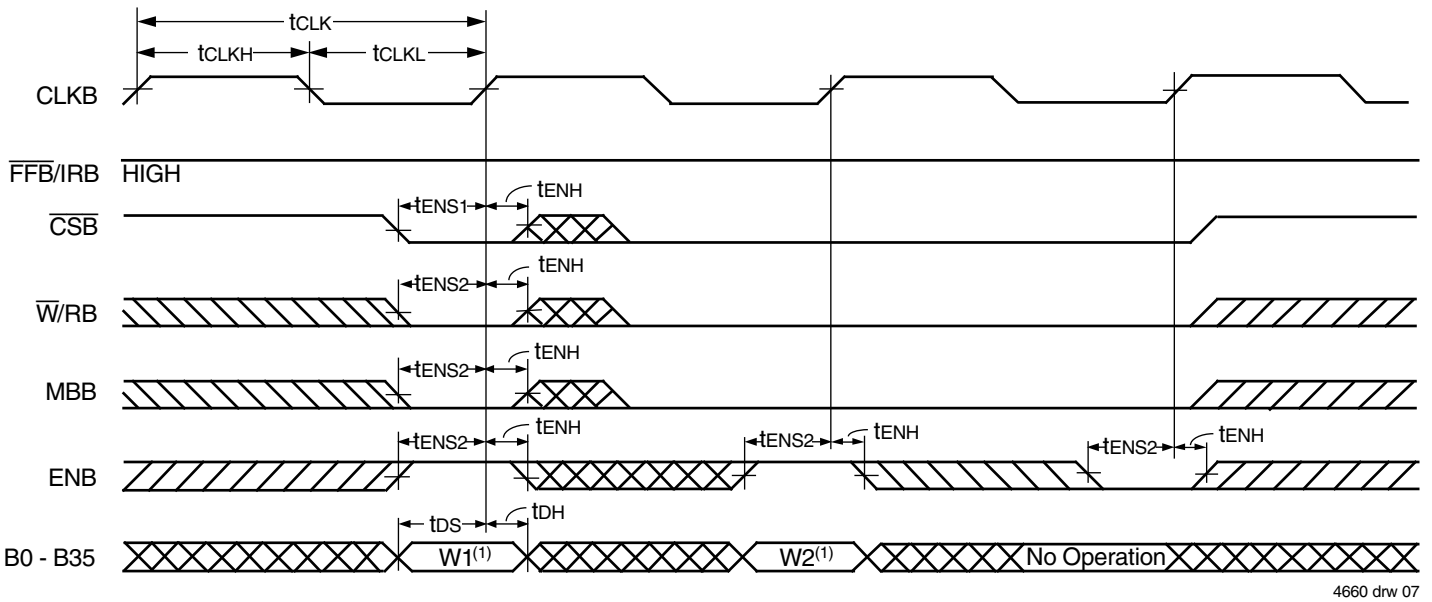 tCLK
tCLKH
tCLKL
CLKB
FFB/IRB HIGH
tENS1
tENH
CSB
tENS2
tENH
W/RB
tENS2
tENH
MBB
tENS2
tENH
tENS2
tENH
tENS2
tENH
ENB
tDS
tDH
B0 - B35
W1(1)
W2(1)
No Operation
4660 drw 07